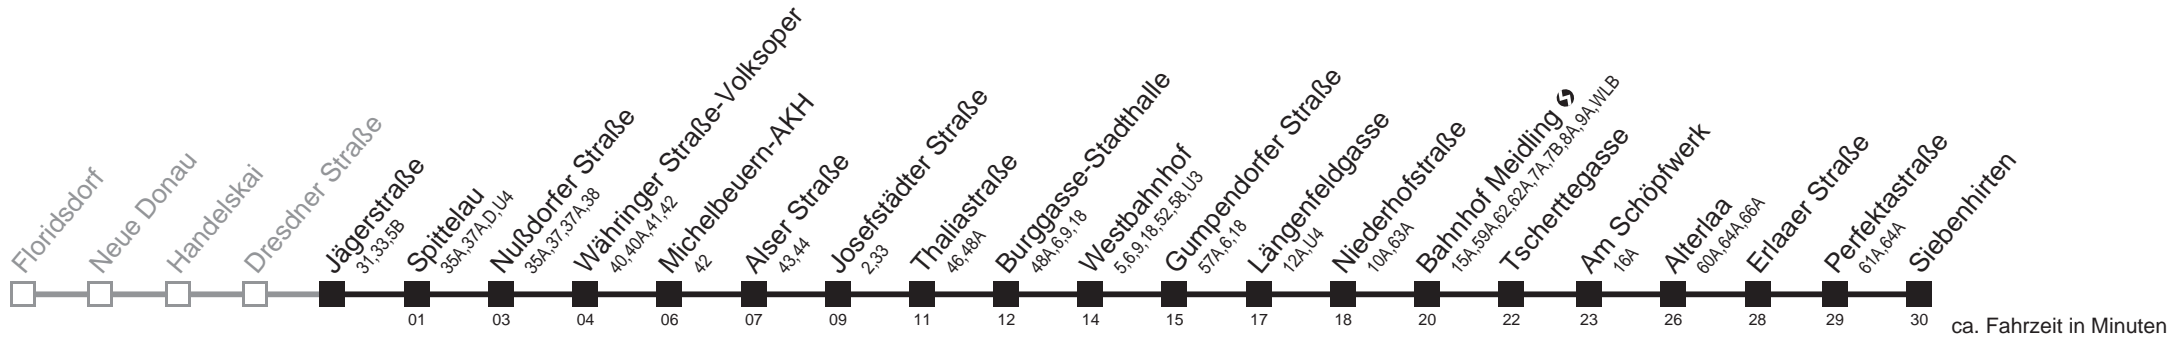 Floridsdorf
Neue Donau
Handelskai
Dresdner Straße
Jägerstraße
31,33,5B
Spittelau
35A,37A,D,U4
Nußdorfer Straße
35A,37,37A,38
Währinger Straße-Volksoper
40,40A,41,42
Michelbeuern-AKH
42
Alser Straße
43,44
Josefstädter Straße
2,33
Thaliastraße
46,48A
Burggasse-Stadthalle
48A,6,9,18
Westbahnhof
5,6,9,18,52,58,U3
Gumpendorfer Straße
57A,6,18
Längenfeldgasse
12A,U4
Niederhofstraße
10A,63A
Bahnhof Meidling
15A,59A,62,62A,7A,7B,8A,9A,WLB
Tscherttegasse
Am Schöpfwerk
16A
Alterlaa
60A,64A,66A
Erlaaer Straße
Perfektastraße
61A,64A
Siebenhirten
01 03 04 06 07 09 11 12 14 15 17 18 20 22 23 26 28 29 30 ca. Fahrzeit in Minuten